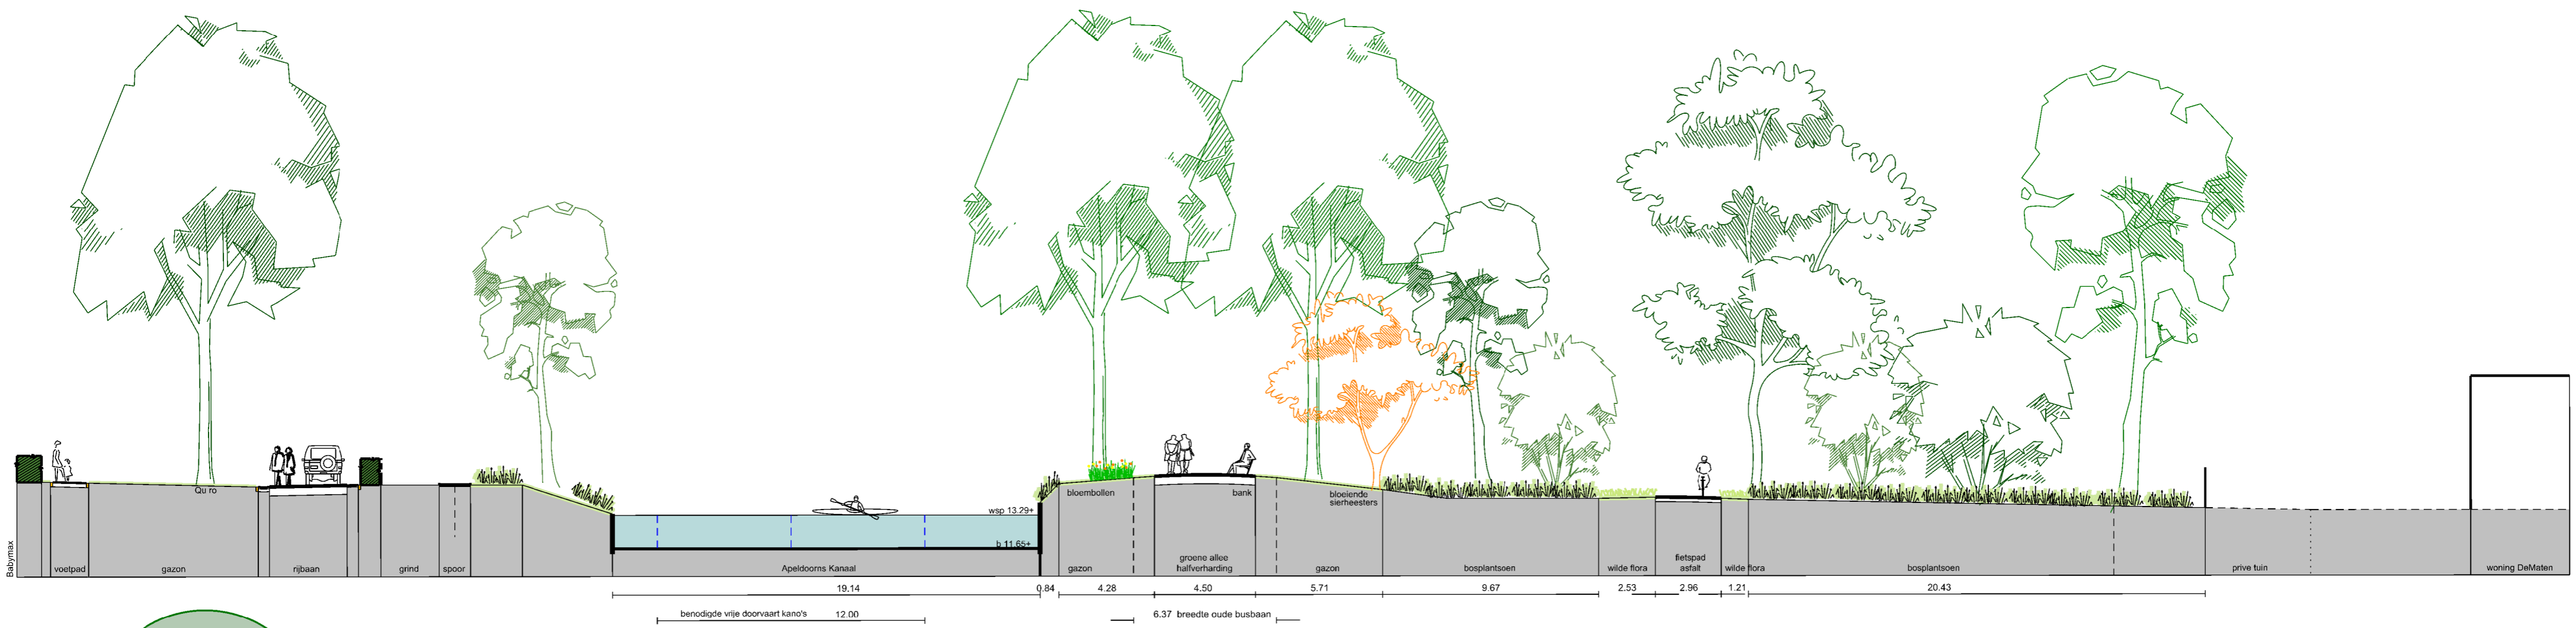 Qu ro
wsp 13.29+
b 11.65+
bloembollen
bank
bloeiende
sierheesters
Babymax
voetpad
gazon
rijbaan
grind
spoor
Apeldoorns Kanaal
gazon
groene allee
halfverharding
gazon
bosplantsoen
wilde flora
fietspad
asfalt
wilde flora
bosplantsoen
prive tuin
woning DeMaten
19.14
0.84
4.28
4.50
5.71
9.67
2.53
2.96
1.21
20.43
benodigde vrije doorvaart kano's 12.00
6.37 breedte oude busbaan